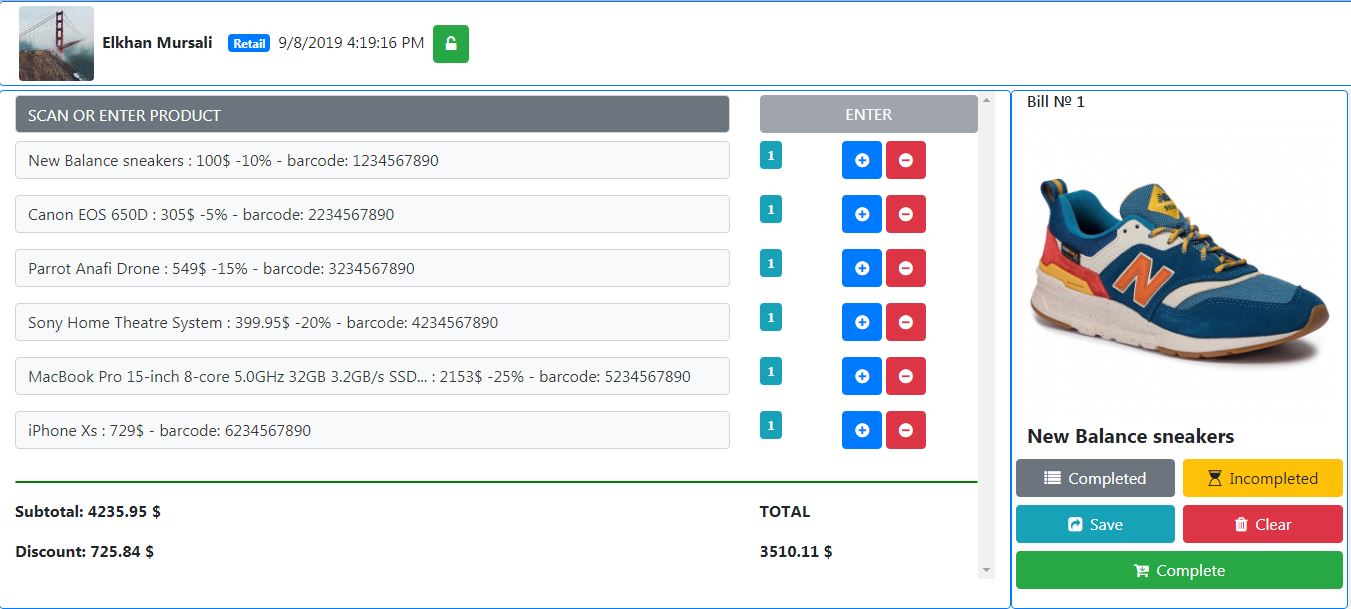 Elkhan Mursali Retail 9/8/2019 4:19:16 PM
SCAN OR ENTER PRODUCT ENTER
New Balance sneakers : 100$ -10% - barcode: 1234567890 1
Canon EOS 650D : 305$ -5% - barcode: 2234567890 1
Parrot Anafi Drone : 549$ -15% - barcode: 3234567890 1
Sony Home Theatre System : 399.95$ -20% - barcode: 4234567890 1
MacBook Pro 15-inch 8-core 5.0GHz 32GB 3.2GB/s SSD... : 2153$ -25% - barcode: 5234567890 1
iPhone Xs : 729$ - barcode: 6234567890 1
Subtotal: 4235.95 $ TOTAL
Discount: 725.84 $ 3510.11 $
Bill № 1
N
New Balance sneakers
Completed Incompleted
Save Clear
Complete